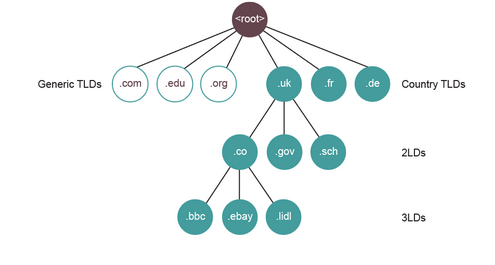 <root>
Generic TLDs .com .edu .org .uk .fr .de Country TLDs
.co .gov .sch 2LDs
.bbc .ebay .lidl 3LDs